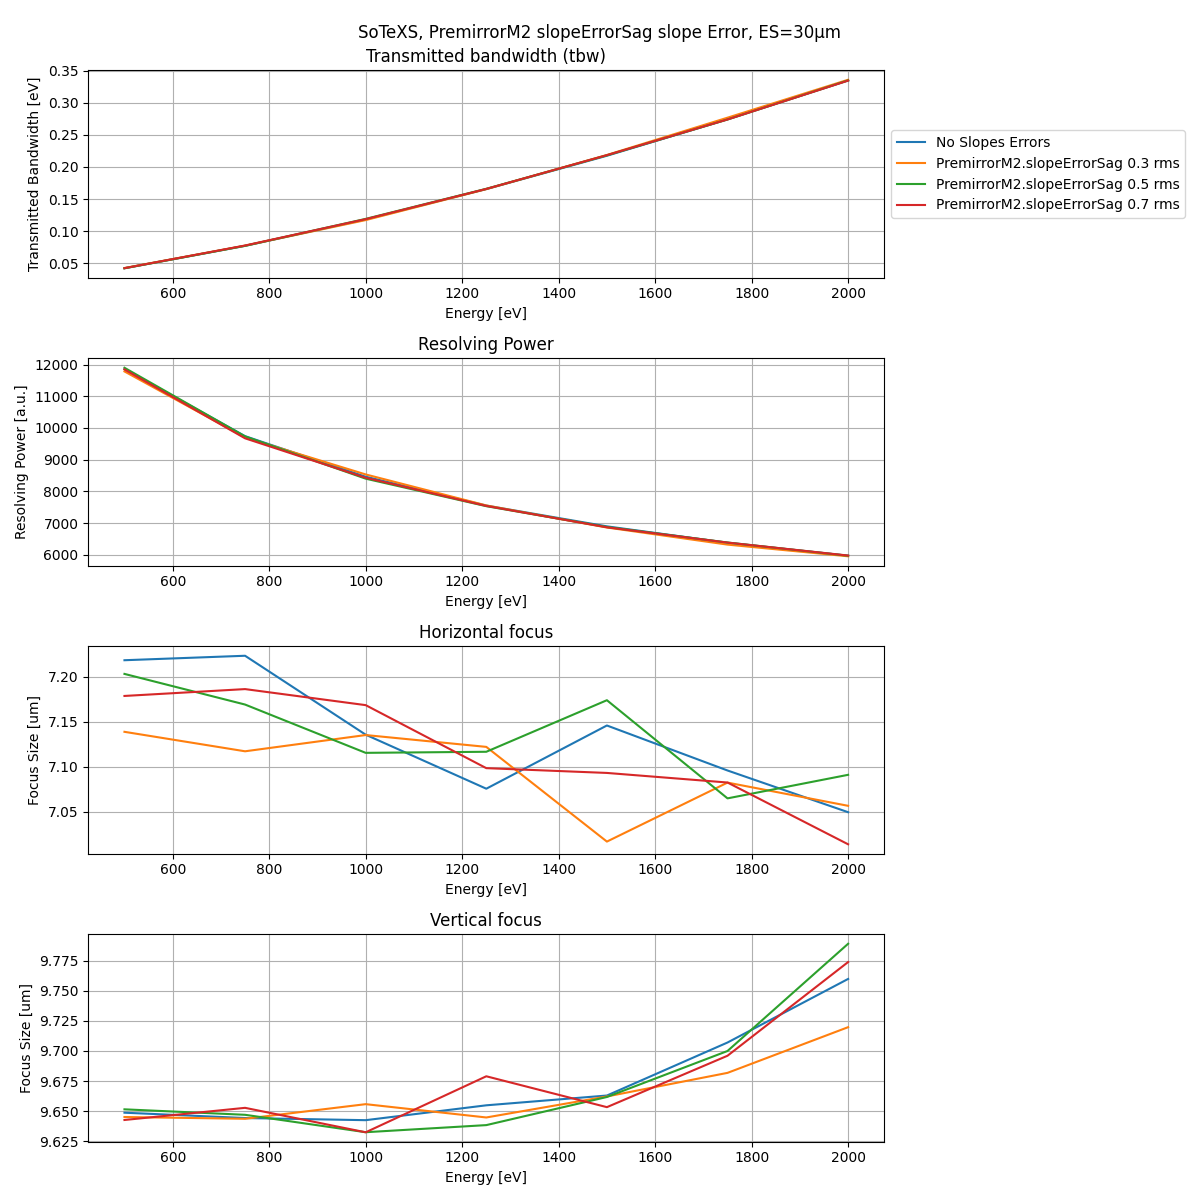 SoTeXS, PremirrorM2 slopeErrorSag slope Error, ES=30μm
Transmitted bandwidth (tbw)
Transmitted Bandwidth [eV]
0.35
0.30
0.25
0.20
0.15
0.10
0.05
600 800 1000 1200 1400 1600 1800 2000
Energy [eV]
No Slopes Errors
PremirrorM2.slopeErrorSag 0.3 rms
PremirrorM2.slopeErrorSag 0.5 rms
PremirrorM2.slopeErrorSag 0.7 rms
Resolving Power
Resolving Power [a.u.]
12000
11000
10000
9000
8000
7000
6000
600 800 1000 1200 1400 1600 1800 2000
Energy [eV]
Horizontal focus
Focus Size [um]
7.20
7.15
7.10
7.05
600 800 1000 1200 1400 1600 1800 2000
Energy [eV]
Vertical focus
Focus Size [um]
9.775
9.750
9.725
9.700
9.675
9.650
9.625
600 800 1000 1200 1400 1600 1800 2000
Energy [eV]